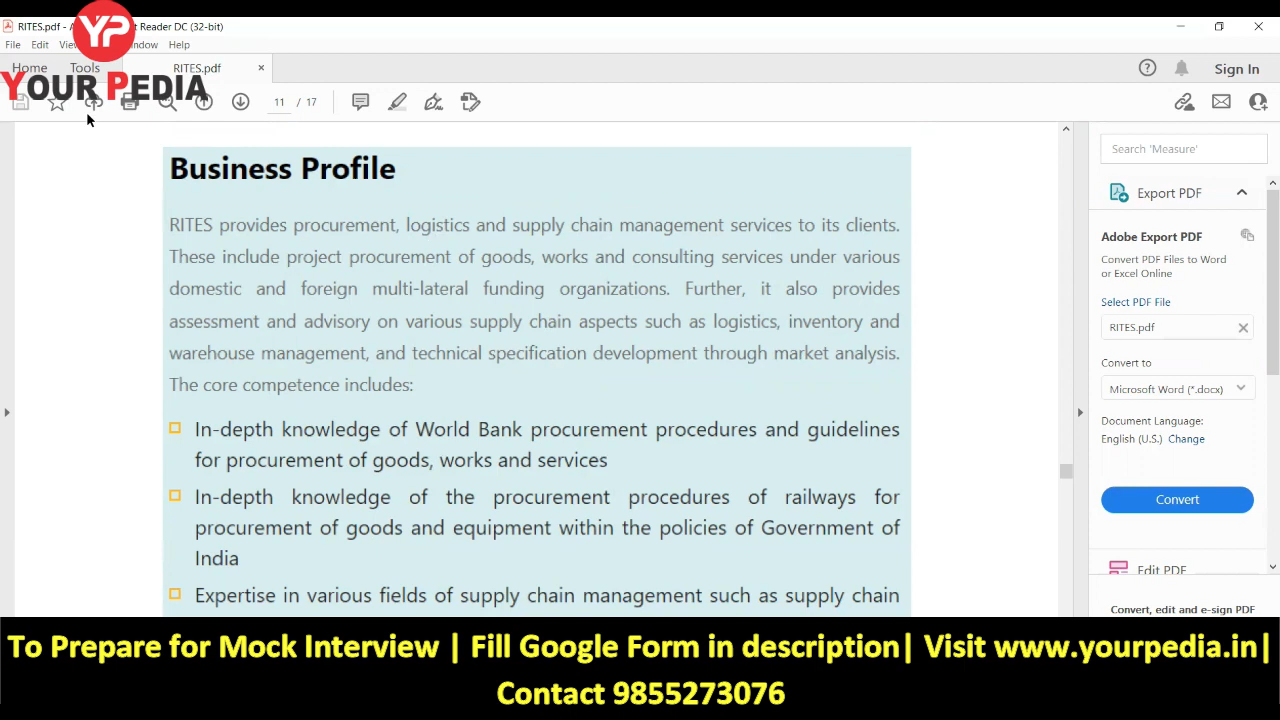 RITES.pdf - A t Reader DC (32-bit)
YP
File Edit Vie indow Help
Home Tools RITES.pdf × Sign In
YOUR PEDIA
11 / 17
Business Profile
RITES provides procurement, logistics and supply chain management services to its clients.
These include project procurement of goods, works and consulting services under various
domestic and foreign multi-lateral funding organizations. Further, it also provides
assessment and advisory on various supply chain aspects such as logistics, inventory and
warehouse management, and technical specification development through market analysis.
The core competence includes:
In-depth knowledge of World Bank procurement procedures and guidelines
for procurement of goods, works and services
In-depth knowledge of the procurement procedures of railways for
procurement of goods and equipment within the policies of Government of
India
Expertise in various fields of supply chain management such as supply chain
Search 'Measure'
Export PDF
Adobe Export PDF
Convert PDF Files to Word
or Excel Online
Select PDF File
RITES.pdf
Convert to
Microsoft Word (*.docx)
Document Language:
English (U.S.) Change
Convert
Edit PDF
Convert, edit and e-sign PDF
To Prepare for Mock Interview | Fill Google Form in description| Visit www.yourpedia.in|
Contact 9855273076